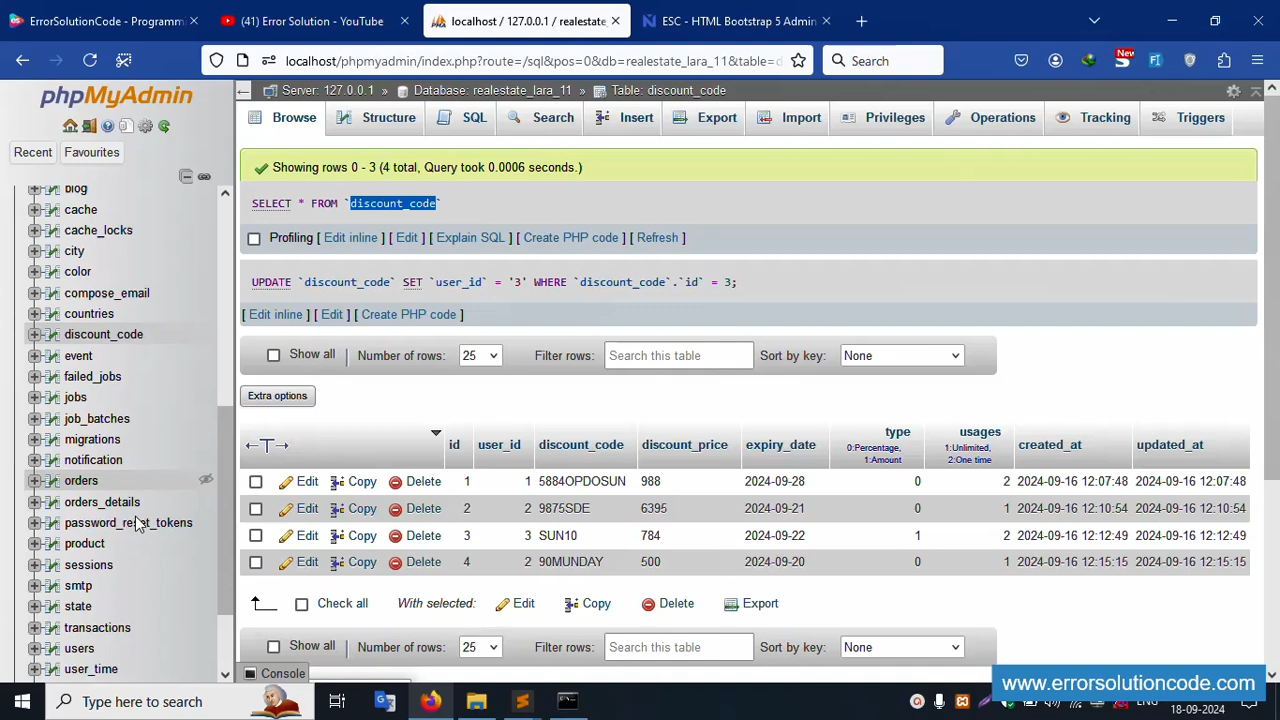 ErrorSolutionCode - Programm
(41) Error Solution - YouTube
localhost / 127.0.0.1 / realestate_
ESC - HTML Bootstrap 5 Admin
localhost/phpmyadmin/index.php?route=/sql&pos=0&db=realestate_lara_11&table=d
Search
New
phpMyAdmin
Recent
Favourites
blog
cache
cache_locks
city
color
compose_email
countries
discount_code
event
failed_jobs
jobs
job_batches
migrations
notification
orders
orders_details
password_reset_tokens
product
sessions
smtp
state
transactions
users
user_time
Server: 127.0.0.1 » Database: realestate_lara_11 » Table: discount_code
Browse Structure SQL Search Insert Export Import Privileges Operations Tracking Triggers
Showing rows 0 - 3 (4 total, Query took 0.0006 seconds.)
SELECT * FROM `discount_code`
Profiling [ Edit inline ] [ Edit ] [ Explain SQL ] [ Create PHP code ] [ Refresh ]
UPDATE `discount_code` SET `user_id` = '3' WHERE `discount_code`.`id` = 3;
[ Edit inline ] [ Edit ] [ Create PHP code ]
Show all | Number of rows: 25 Filter rows: Search this table Sort by key: None
Extra options
id user_id discount_code discount_price expiry_date type 0:Percentage, 1:Amount usages 1:Unlimited, 2:One time created_at updated_at
Edit Copy Delete 1 1 5884OPDOSUN 988 2024-09-28 0 2 2024-09-16 12:07:48 2024-09-16 12:07:48
Edit Copy Delete 2 2 9875SDE 6395 2024-09-21 0 1 2024-09-16 12:10:54 2024-09-16 12:10:54
Edit Copy Delete 3 3 SUN10 784 2024-09-22 1 2 2024-09-16 12:12:49 2024-09-16 12:12:49
Edit Copy Delete 4 2 90MUNDAY 500 2024-09-20 0 1 2024-09-16 12:15:15 2024-09-16 12:15:15
Check all With selected: Edit Copy Delete Export
Show all | Number of rows: 25 Filter rows: Search this table Sort by key: None
Console
www.errorsolutioncode.com
Type here to search
18-09-2024